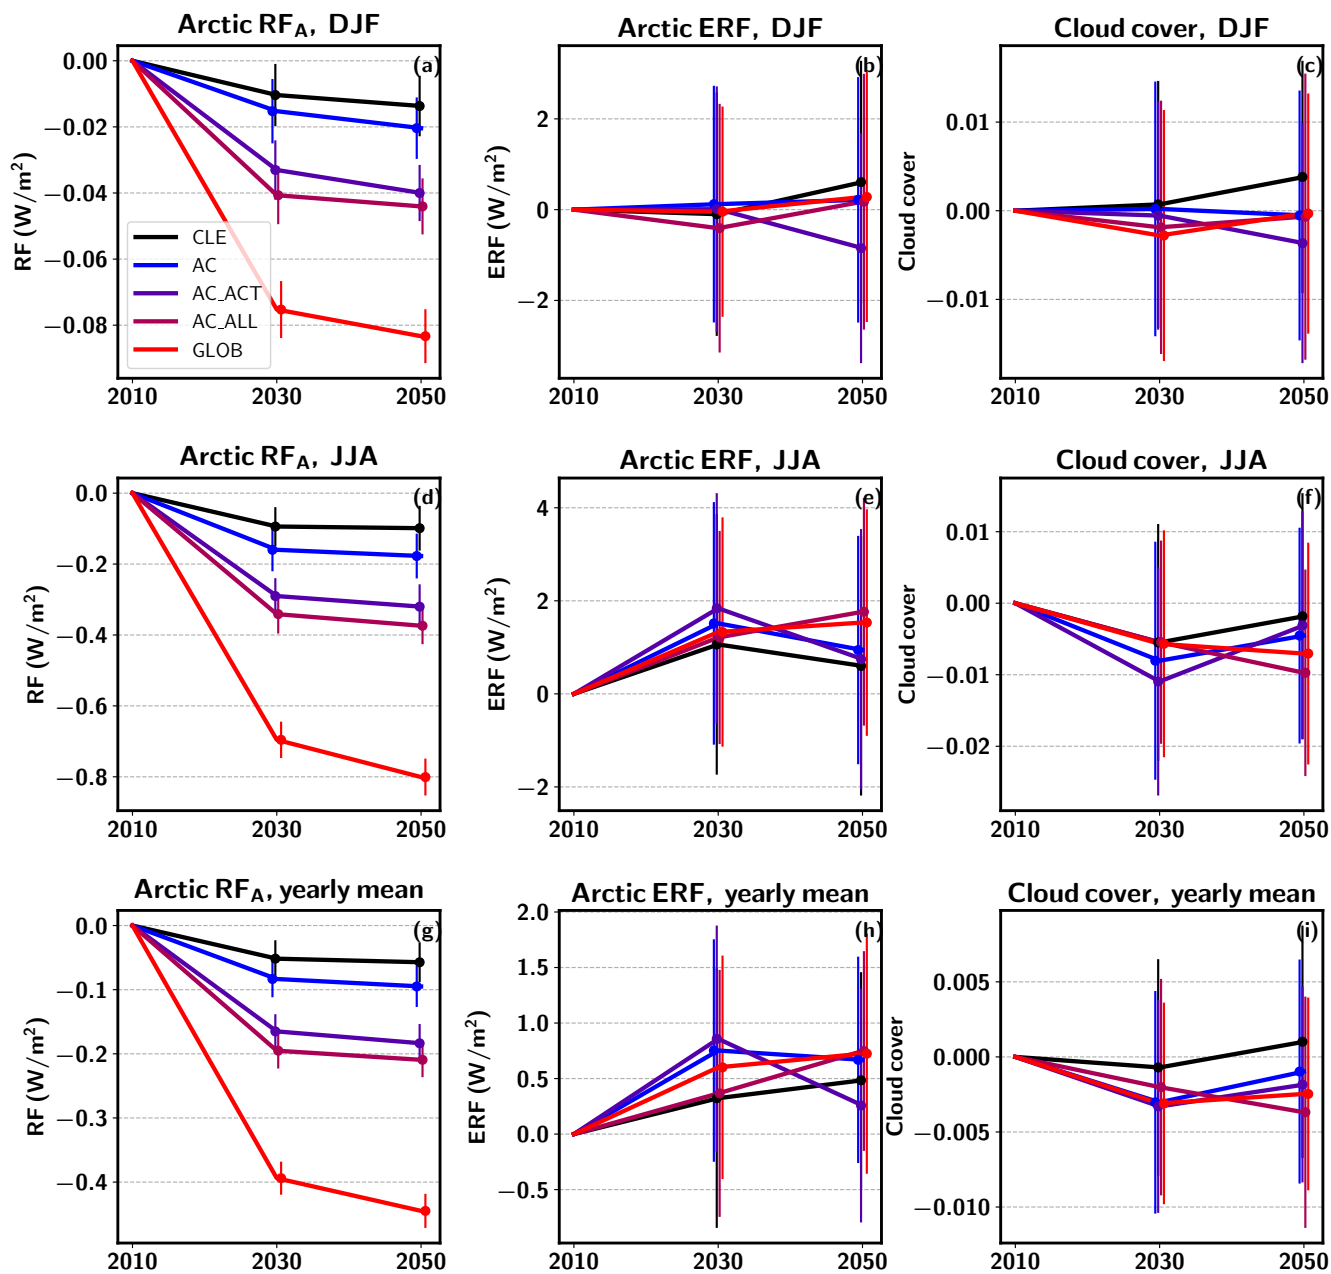 Arctic RF_A, DJF
Arctic ERF, DJF
Cloud cover, DJF
(a)
(b)
(c)
0.00
−0.02
−0.04
−0.06
−0.08
RF (W/m²)
CLE
AC
AC_ACT
AC_ALL
GLOB
2010
2030
2050
2
0
−2
ERF (W/m²)
2010
2030
2050
0.01
0.00
−0.01
Cloud cover
2010
2030
2050
Arctic RF_A, JJA
Arctic ERF, JJA
Cloud cover, JJA
(d)
(e)
(f)
0.0
−0.2
−0.4
−0.6
−0.8
RF (W/m²)
2010
2030
2050
4
2
0
−2
ERF (W/m²)
2010
2030
2050
0.01
0.00
−0.01
−0.02
Cloud cover
2010
2030
2050
Arctic RF_A, yearly mean
Arctic ERF, yearly mean
Cloud cover, yearly mean
(g)
(h)
(i)
0.0
−0.1
−0.2
−0.3
−0.4
RF (W/m²)
2010
2030
2050
2.0
1.5
1.0
0.5
0.0
−0.5
ERF (W/m²)
2010
2030
2050
0.005
0.000
−0.005
−0.010
Cloud cover
2010
2030
2050